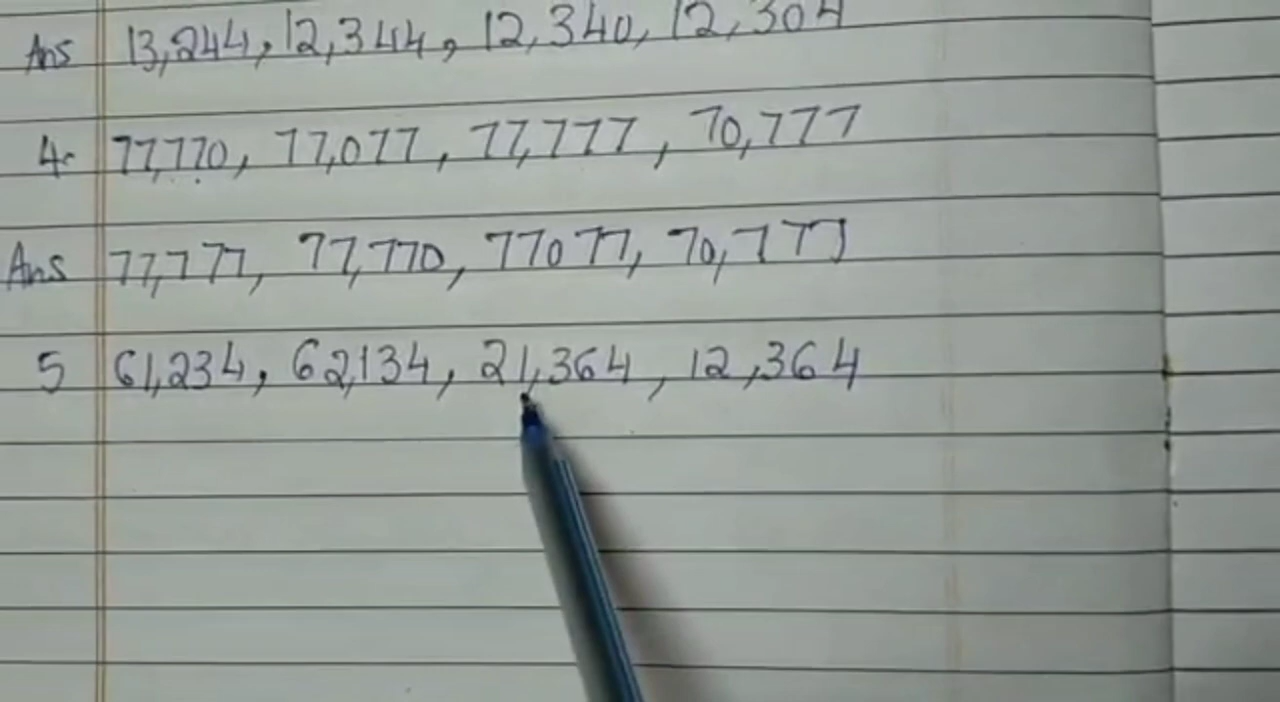 Ans 13,244, 12,344, 12,340, 12,304
4. 77,770, 77,077, 77,777, 70,777
Ans 77,777, 77,770, 77077, 70,777
5 61,234, 62,134, 21,364, 12,364